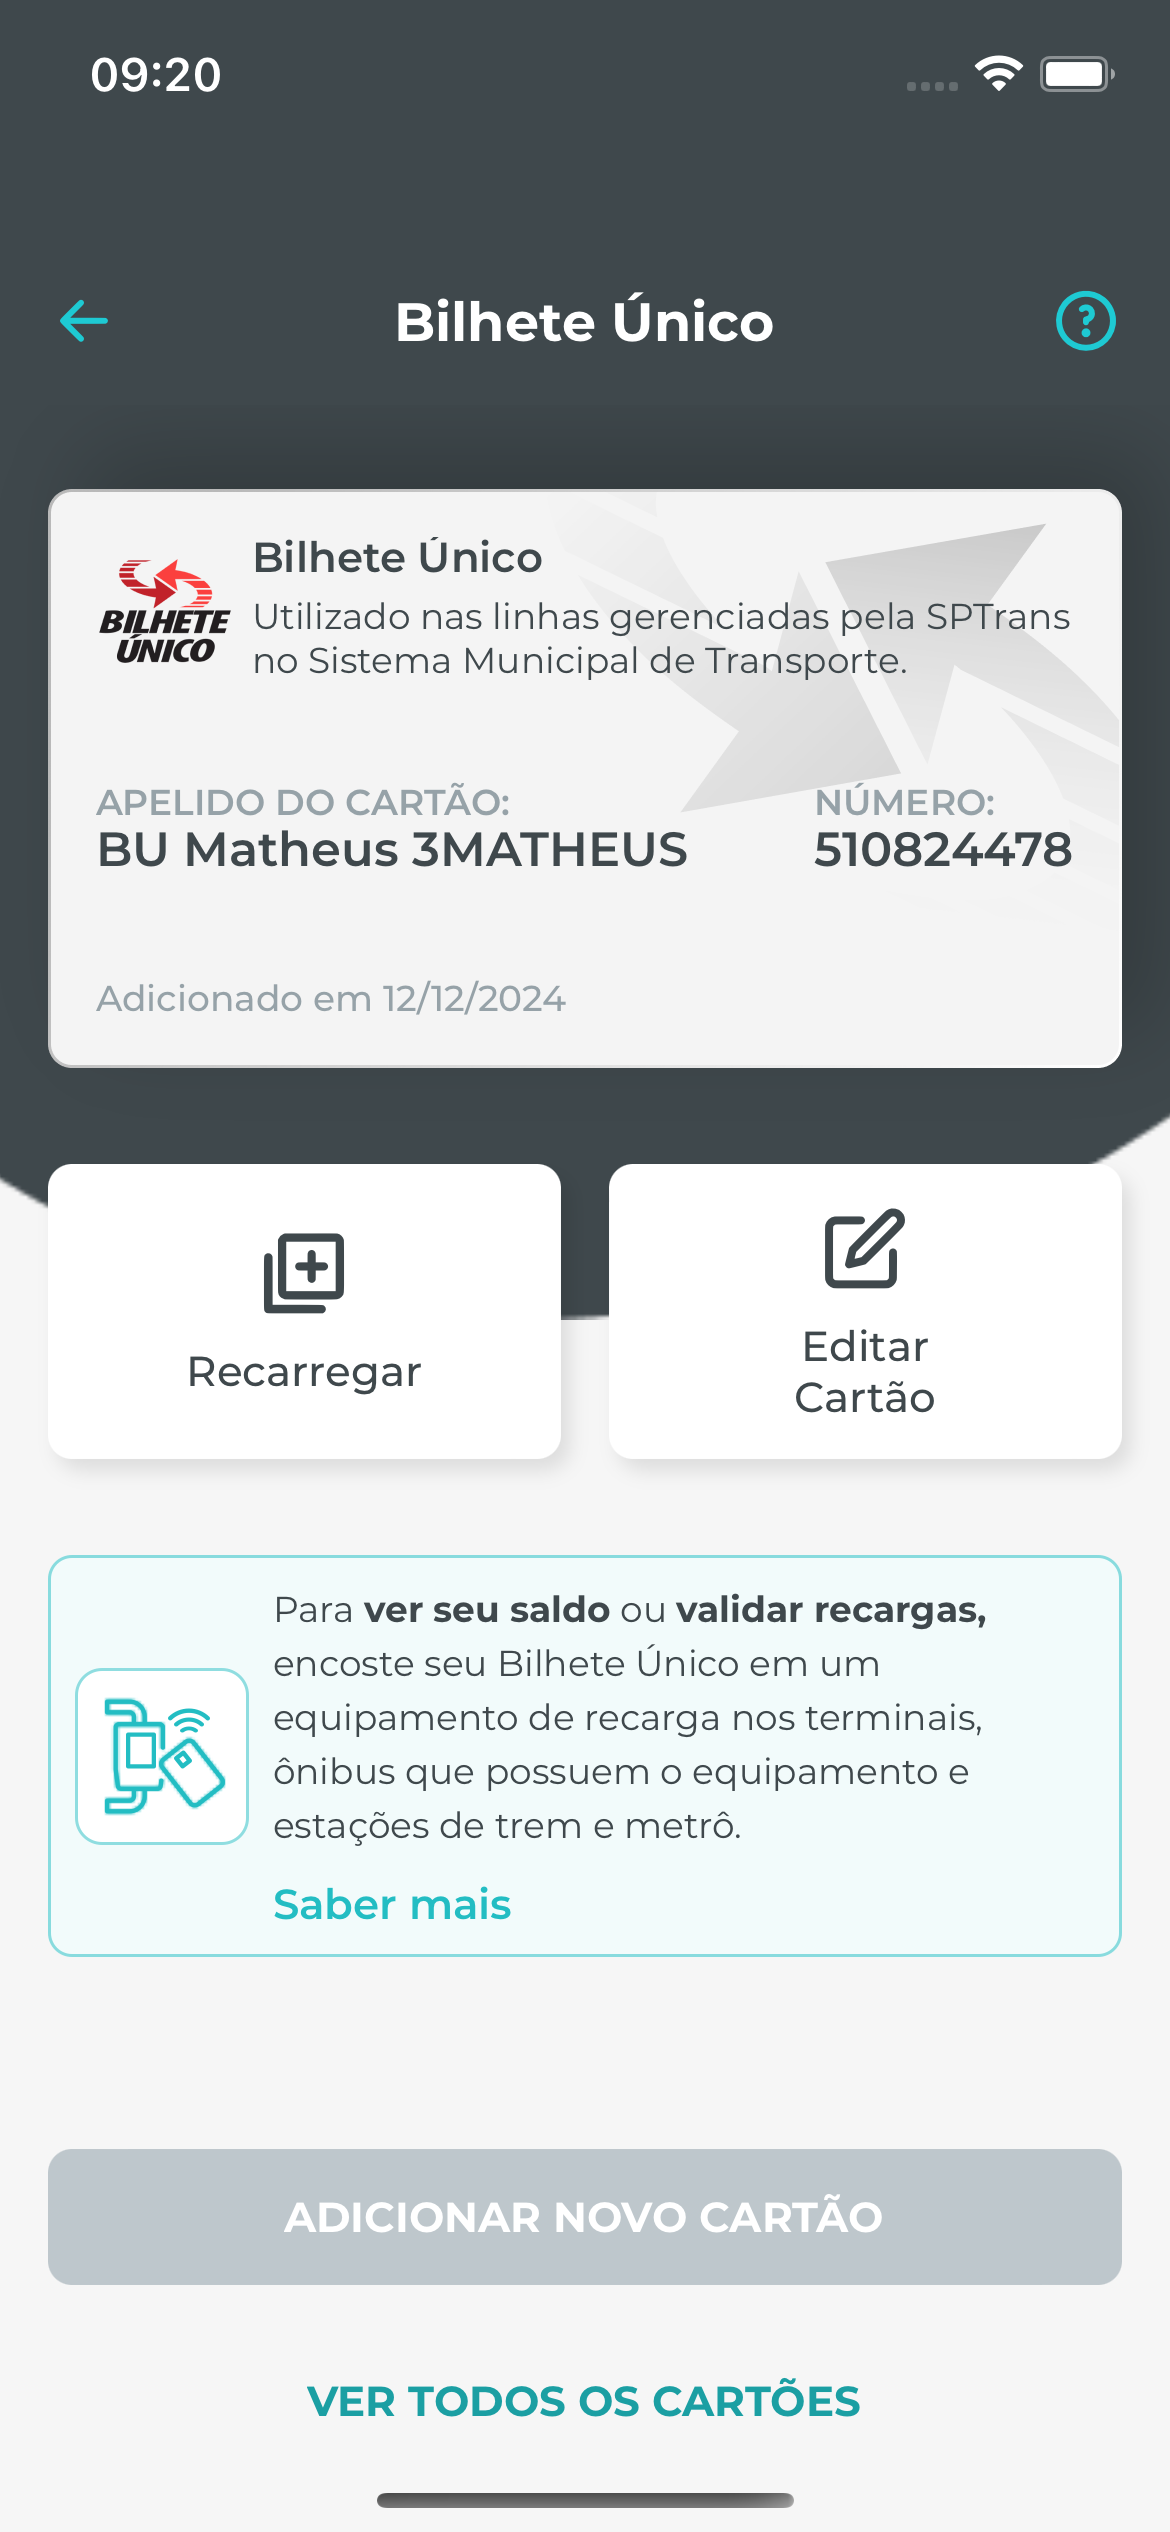 09:20
Bilhete Único
Bilhete Único
Utilizado nas linhas gerenciadas pela SPTrans
no Sistema Municipal de Transporte.
BILHETE
ÚNICO
APELIDO DO CARTÃO:
BU Matheus 3MATHEUS
NÚMERO:
510824478
Adicionado em 12/12/2024
Recarregar
Editar
Cartão
Para ver seu saldo ou validar recargas,
encoste seu Bilhete Único em um
equipamento de recarga nos terminais,
ônibus que possuem o equipamento e
estações de trem e metrô.
Saber mais
ADICIONAR NOVO CARTÃO
VER TODOS OS CARTÕES